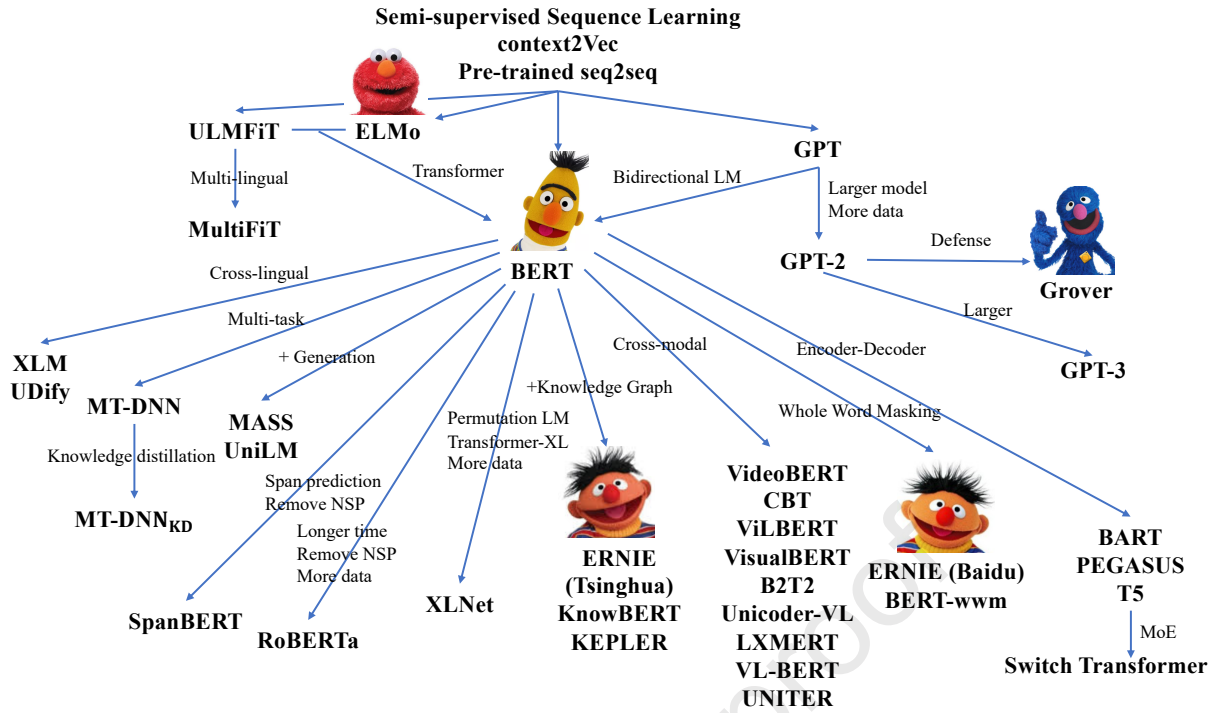 Semi-supervised Sequence Learning
context2Vec
Pre-trained seq2seq
ULMFiT
ELMo
GPT
Multi-lingual
Transformer
Bidirectional LM
Larger model
More data
MultiFiT
Defense
BERT
GPT-2
Grover
Cross-lingual
Multi-task
Larger
+ Generation
Cross-modal
Encoder-Decoder
XLM
UDify
GPT-3
MT-DNN
+Knowledge Graph
MASS
UniLM
Permutation LM
Transformer-XL
More data
Whole Word Masking
Knowledge distillation
Span prediction
Remove NSP
MT-DNNKD
Longer time
Remove NSP
More data
VideoBERT
CBT
ViLBERT
VisualBERT
B2T2
Unicoder-VL
LXMERT
VL-BERT
UNITER
ERNIE
(Tsinghua)
KnowBERT
KEPLER
ERNIE (Baidu)
BERT-wwm
BART
PEGASUS
T5
XLNet
SpanBERT
RoBERTa
MoE
Switch Transformer
proof